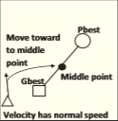 Pbest
Move toward
to middle
point
Middle point
Gbest
Velocity has normal speed